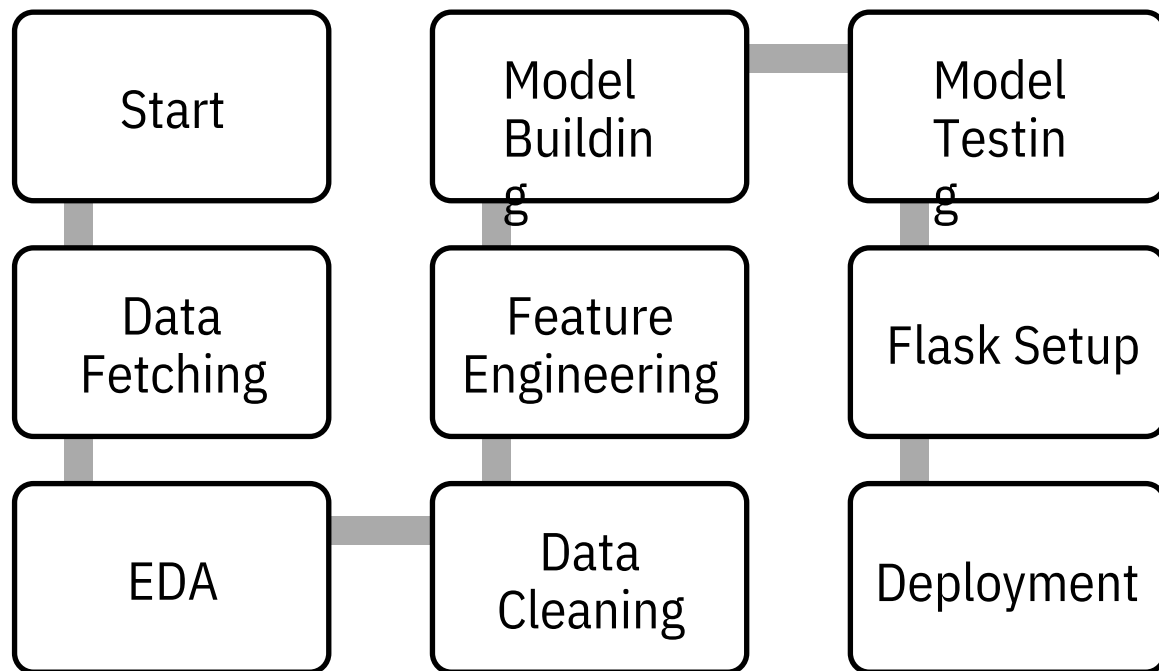 Start
Data
Fetching
EDA
Data
Cleaning
Feature
Engineering
Model
Buildin
g
Model
Testin
g
Flask Setup
Deployment